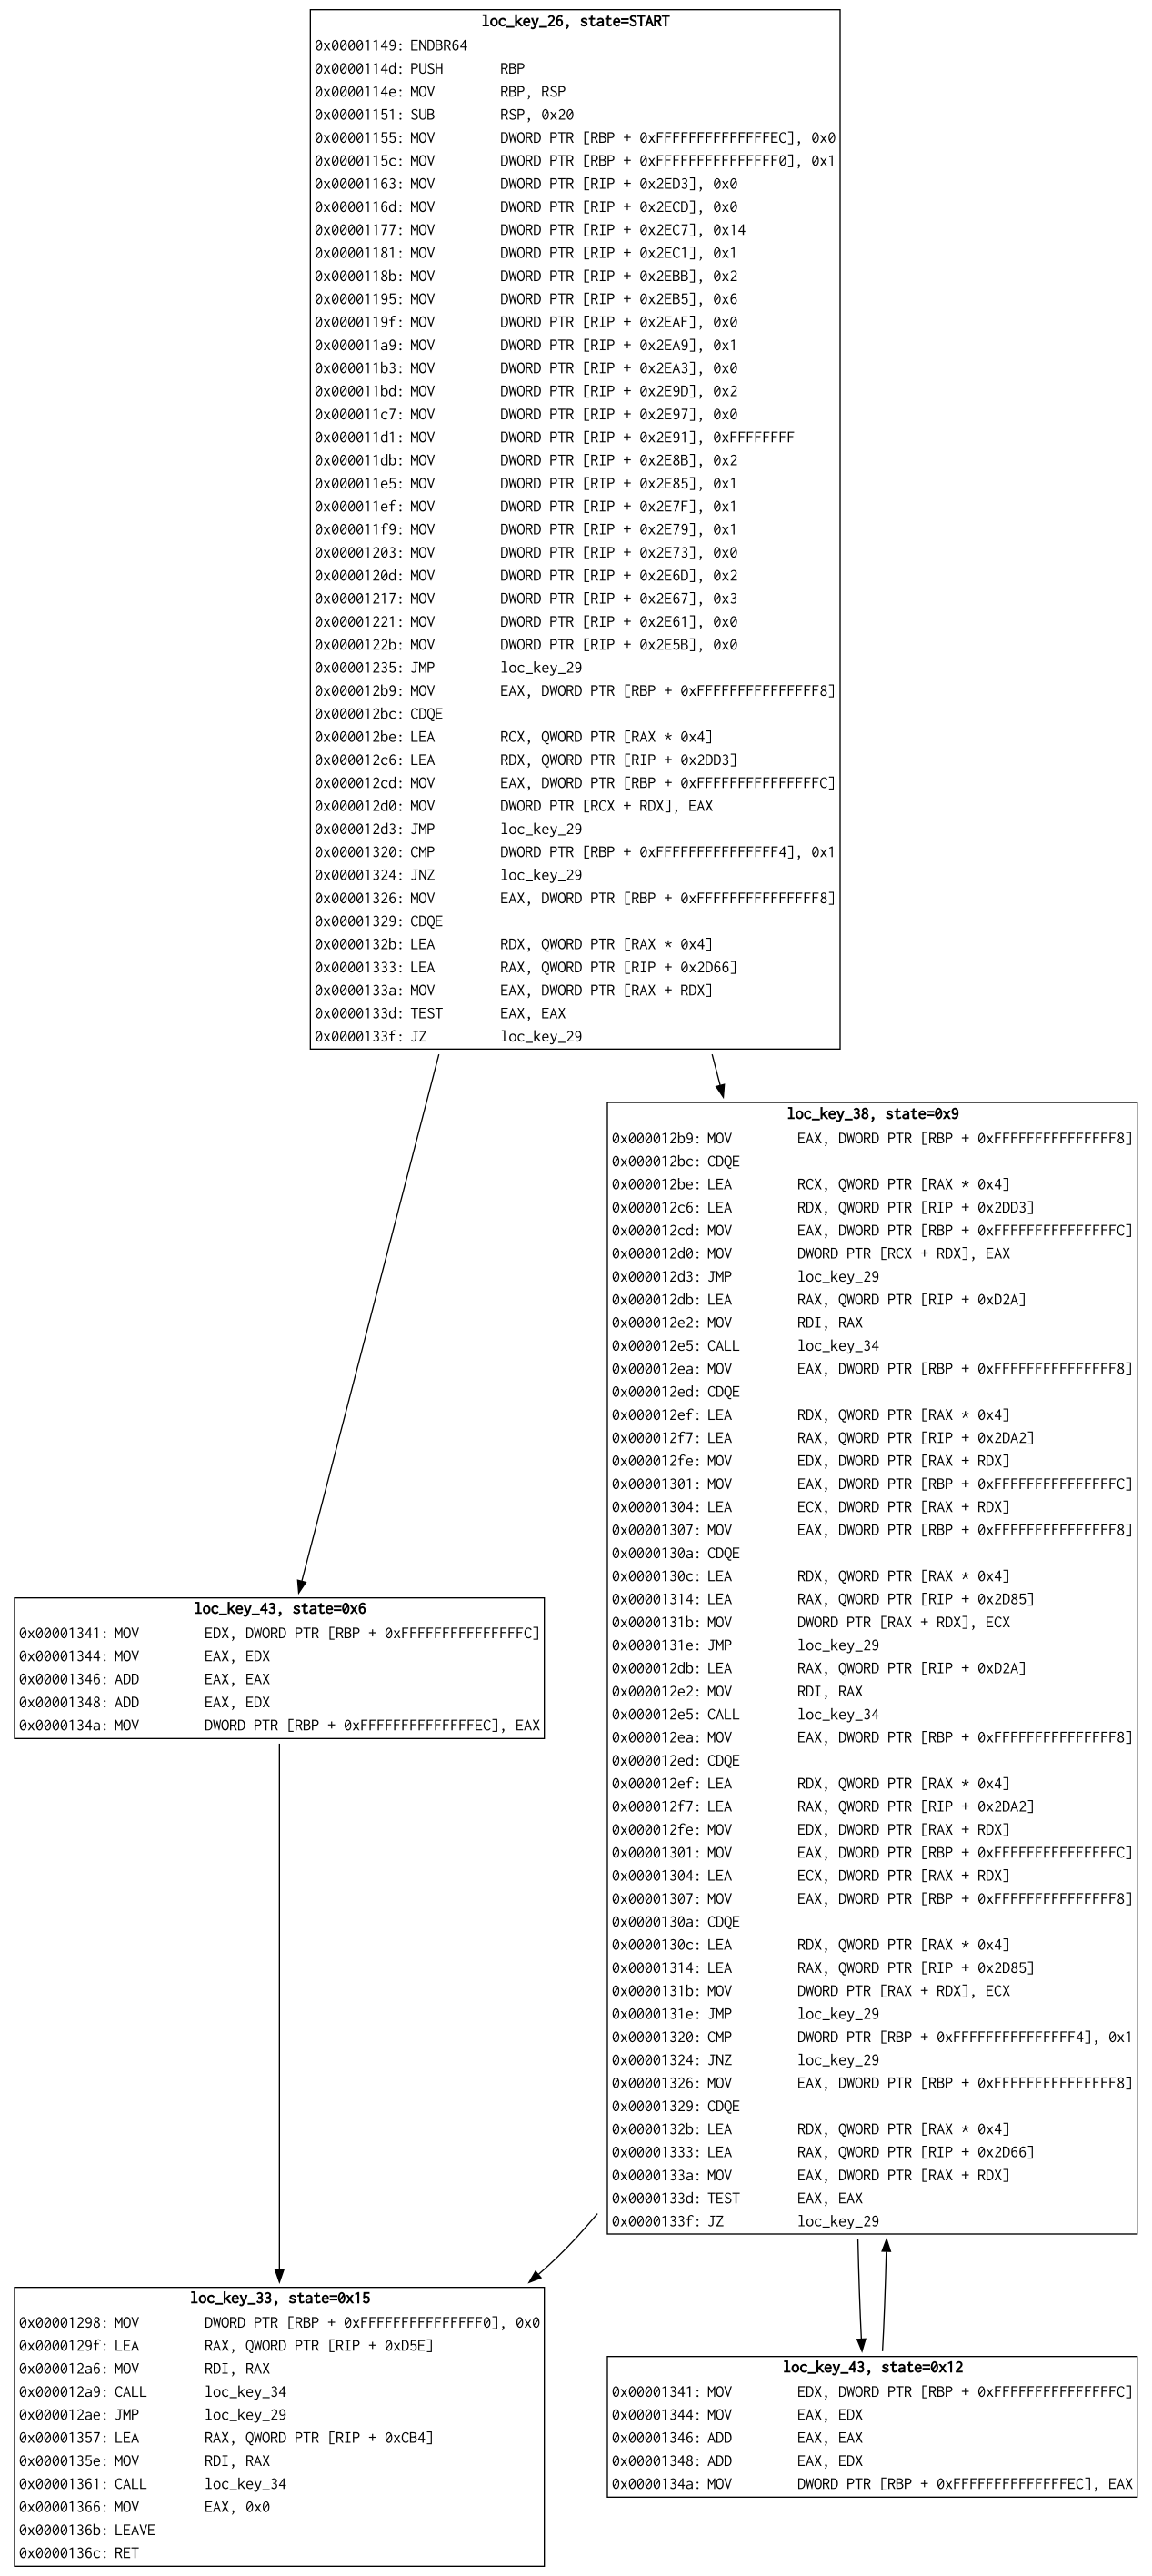 loc_key_26, state=START
0x00001149: ENDBR64
0x0000114d: PUSH RBP
0x0000114e: MOV RBP, RSP
0x00001151: SUB RSP, 0x20
0x00001155: MOV DWORD PTR [RBP + 0xFFFFFFFFFFFFFFEC], 0x0
0x0000115c: MOV DWORD PTR [RBP + 0xFFFFFFFFFFFFFFF0], 0x1
0x00001163: MOV DWORD PTR [RIP + 0x2ED3], 0x0
0x0000116d: MOV DWORD PTR [RIP + 0x2ECD], 0x0
0x00001177: MOV DWORD PTR [RIP + 0x2EC7], 0x14
0x00001181: MOV DWORD PTR [RIP + 0x2EC1], 0x1
0x0000118b: MOV DWORD PTR [RIP + 0x2EBB], 0x2
0x00001195: MOV DWORD PTR [RIP + 0x2EB5], 0x6
0x0000119f: MOV DWORD PTR [RIP + 0x2EAF], 0x0
0x000011a9: MOV DWORD PTR [RIP + 0x2EA9], 0x1
0x000011b3: MOV DWORD PTR [RIP + 0x2EA3], 0x0
0x000011bd: MOV DWORD PTR [RIP + 0x2E9D], 0x2
0x000011c7: MOV DWORD PTR [RIP + 0x2E97], 0x0
0x000011d1: MOV DWORD PTR [RIP + 0x2E91], 0xFFFFFFFF
0x000011db: MOV DWORD PTR [RIP + 0x2E8B], 0x2
0x000011e5: MOV DWORD PTR [RIP + 0x2E85], 0x1
0x000011ef: MOV DWORD PTR [RIP + 0x2E7F], 0x1
0x000011f9: MOV DWORD PTR [RIP + 0x2E79], 0x1
0x00001203: MOV DWORD PTR [RIP + 0x2E73], 0x0
0x0000120d: MOV DWORD PTR [RIP + 0x2E6D], 0x2
0x00001217: MOV DWORD PTR [RIP + 0x2E67], 0x3
0x00001221: MOV DWORD PTR [RIP + 0x2E61], 0x0
0x0000122b: MOV DWORD PTR [RIP + 0x2E5B], 0x0
0x00001235: JMP loc_key_29
0x000012b9: MOV EAX, DWORD PTR [RBP + 0xFFFFFFFFFFFFFFF8]
0x000012bc: CDQE
0x000012be: LEA RCX, QWORD PTR [RAX * 0x4]
0x000012c6: LEA RDX, QWORD PTR [RIP + 0x2DD3]
0x000012cd: MOV EAX, DWORD PTR [RBP + 0xFFFFFFFFFFFFFFFC]
0x000012d0: MOV DWORD PTR [RCX + RDX], EAX
0x000012d3: JMP loc_key_29
0x00001320: CMP DWORD PTR [RBP + 0xFFFFFFFFFFFFFFF4], 0x1
0x00001324: JNZ loc_key_29
0x00001326: MOV EAX, DWORD PTR [RBP + 0xFFFFFFFFFFFFFFF8]
0x00001329: CDQE
0x0000132b: LEA RDX, QWORD PTR [RAX * 0x4]
0x00001333: LEA RAX, QWORD PTR [RIP + 0x2D66]
0x0000133a: MOV EAX, DWORD PTR [RAX + RDX]
0x0000133d: TEST EAX, EAX
0x0000133f: JZ loc_key_29
loc_key_38, state=0x9
0x000012b9: MOV EAX, DWORD PTR [RBP + 0xFFFFFFFFFFFFFFF8]
0x000012bc: CDQE
0x000012be: LEA RCX, QWORD PTR [RAX * 0x4]
0x000012c6: LEA RDX, QWORD PTR [RIP + 0x2DD3]
0x000012cd: MOV EAX, DWORD PTR [RBP + 0xFFFFFFFFFFFFFFFC]
0x000012d0: MOV DWORD PTR [RCX + RDX], EAX
0x000012d3: JMP loc_key_29
0x000012db: LEA RAX, QWORD PTR [RIP + 0xD2A]
0x000012e2: MOV RDI, RAX
0x000012e5: CALL loc_key_34
0x000012ea: MOV EAX, DWORD PTR [RBP + 0xFFFFFFFFFFFFFFF8]
0x000012ed: CDQE
0x000012ef: LEA RDX, QWORD PTR [RAX * 0x4]
0x000012f7: LEA RAX, QWORD PTR [RIP + 0x2DA2]
0x000012fe: MOV EDX, DWORD PTR [RAX + RDX]
0x00001301: MOV EAX, DWORD PTR [RBP + 0xFFFFFFFFFFFFFFFC]
0x00001304: LEA ECX, DWORD PTR [RAX + RDX]
0x00001307: MOV EAX, DWORD PTR [RBP + 0xFFFFFFFFFFFFFFF8]
0x0000130a: CDQE
0x0000130c: LEA RDX, QWORD PTR [RAX * 0x4]
0x00001314: LEA RAX, QWORD PTR [RIP + 0x2D85]
0x0000131b: MOV DWORD PTR [RAX + RDX], ECX
0x0000131e: JMP loc_key_29
0x000012db: LEA RAX, QWORD PTR [RIP + 0xD2A]
0x000012e2: MOV RDI, RAX
0x000012e5: CALL loc_key_34
0x000012ea: MOV EAX, DWORD PTR [RBP + 0xFFFFFFFFFFFFFFF8]
0x000012ed: CDQE
0x000012ef: LEA RDX, QWORD PTR [RAX * 0x4]
0x000012f7: LEA RAX, QWORD PTR [RIP + 0x2DA2]
0x000012fe: MOV EDX, DWORD PTR [RAX + RDX]
0x00001301: MOV EAX, DWORD PTR [RBP + 0xFFFFFFFFFFFFFFFC]
0x00001304: LEA ECX, DWORD PTR [RAX + RDX]
0x00001307: MOV EAX, DWORD PTR [RBP + 0xFFFFFFFFFFFFFFF8]
0x0000130a: CDQE
0x0000130c: LEA RDX, QWORD PTR [RAX * 0x4]
0x00001314: LEA RAX, QWORD PTR [RIP + 0x2D85]
0x0000131b: MOV DWORD PTR [RAX + RDX], ECX
0x0000131e: JMP loc_key_29
0x00001320: CMP DWORD PTR [RBP + 0xFFFFFFFFFFFFFFF4], 0x1
0x00001324: JNZ loc_key_29
0x00001326: MOV EAX, DWORD PTR [RBP + 0xFFFFFFFFFFFFFFF8]
0x00001329: CDQE
0x0000132b: LEA RDX, QWORD PTR [RAX * 0x4]
0x00001333: LEA RAX, QWORD PTR [RIP + 0x2D66]
0x0000133a: MOV EAX, DWORD PTR [RAX + RDX]
0x0000133d: TEST EAX, EAX
0x0000133f: JZ loc_key_29
loc_key_43, state=0x6
0x00001341: MOV EDX, DWORD PTR [RBP + 0xFFFFFFFFFFFFFFFC]
0x00001344: MOV EAX, EDX
0x00001346: ADD EAX, EAX
0x00001348: ADD EAX, EDX
0x0000134a: MOV DWORD PTR [RBP + 0xFFFFFFFFFFFFFFEC], EAX
loc_key_33, state=0x15
0x00001298: MOV DWORD PTR [RBP + 0xFFFFFFFFFFFFFFF0], 0x0
0x0000129f: LEA RAX, QWORD PTR [RIP + 0xD5E]
0x000012a6: MOV RDI, RAX
0x000012a9: CALL loc_key_34
0x000012ae: JMP loc_key_29
0x00001357: LEA RAX, QWORD PTR [RIP + 0xCB4]
0x0000135e: MOV RDI, RAX
0x00001361: CALL loc_key_34
0x00001366: MOV EAX, 0x0
0x0000136b: LEAVE
0x0000136c: RET
loc_key_43, state=0x12
0x00001341: MOV EDX, DWORD PTR [RBP + 0xFFFFFFFFFFFFFFFC]
0x00001344: MOV EAX, EDX
0x00001346: ADD EAX, EAX
0x00001348: ADD EAX, EDX
0x0000134a: MOV DWORD PTR [RBP + 0xFFFFFFFFFFFFFFEC], EAX